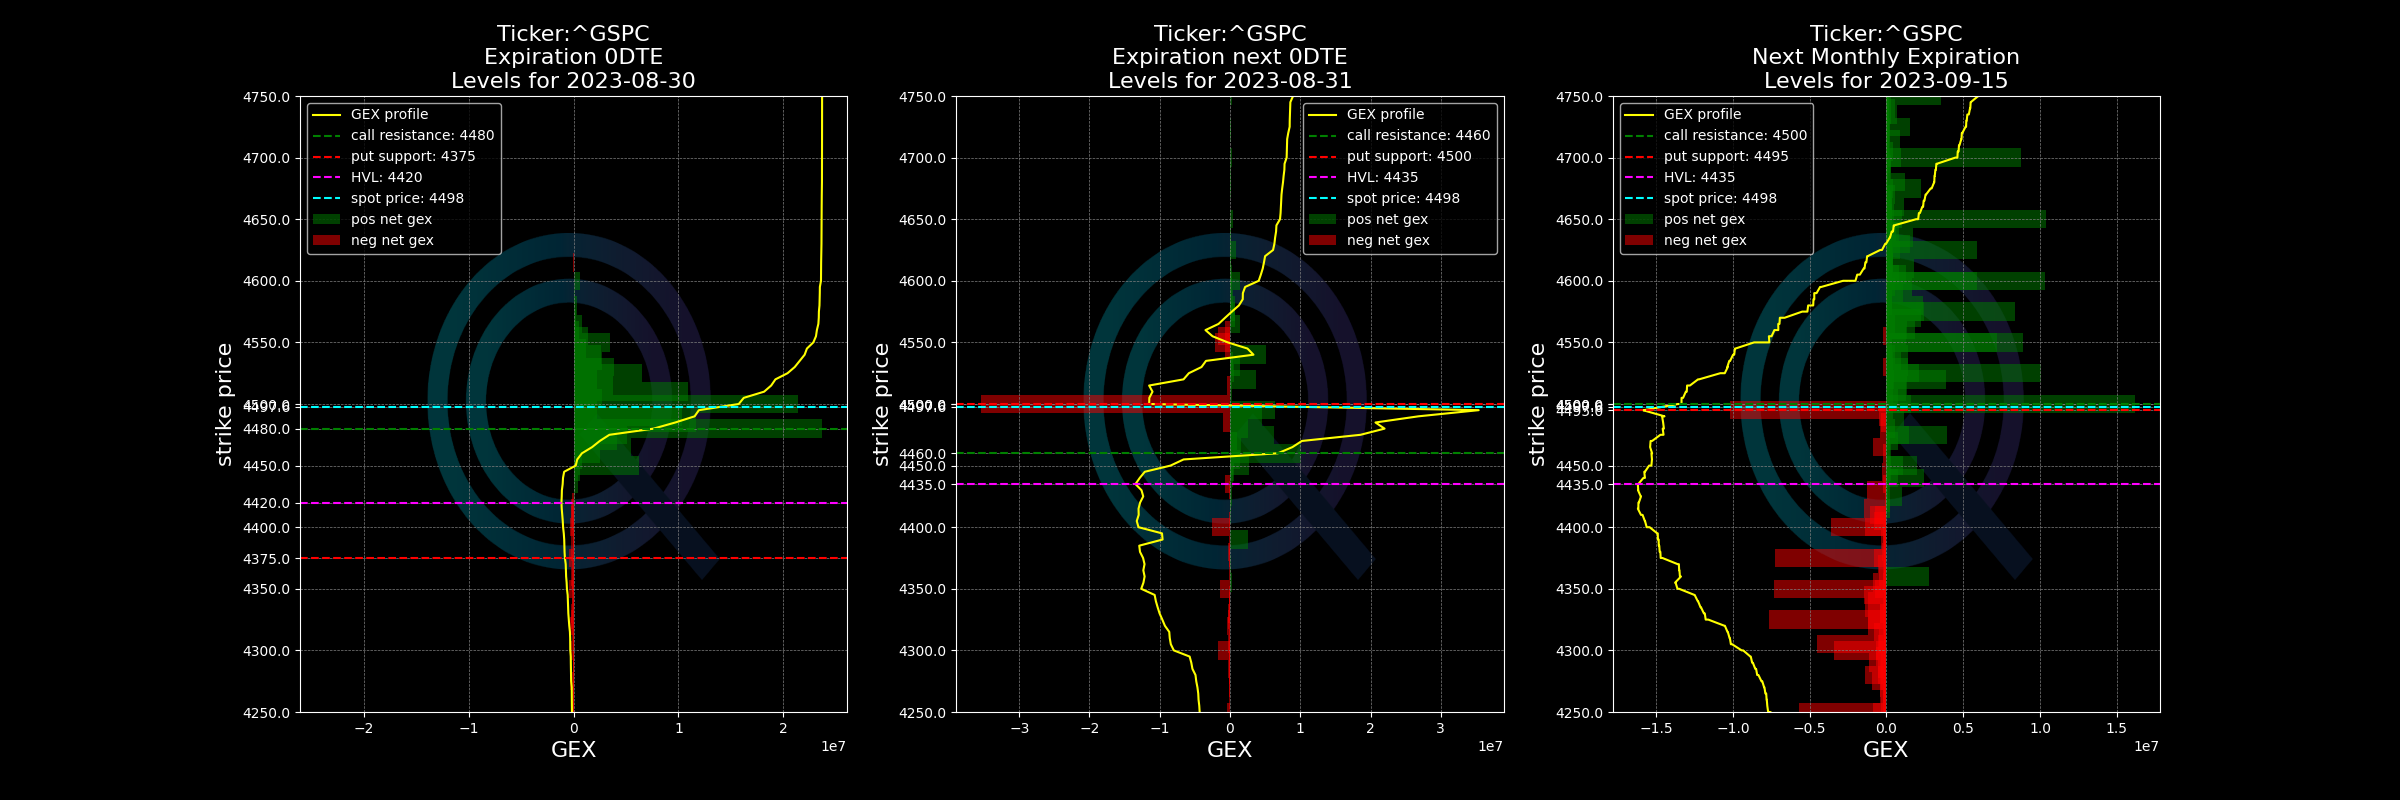 Ticker:^GSPC
Expiration 0DTE
Levels for 2023-08-30
4750.0
4700.0
4650.0
4600.0
4550.0
4500.0
4480.0
4450.0
4420.0
4400.0
4375.0
4350.0
4300.0
4250.0
strike price
GEX profile
call resistance: 4480
put support: 4375
HVL: 4420
spot price: 4498
pos net gex
neg net gex
−2
−1
0
1
2
1e7
GEX
Ticker:^GSPC
Expiration next 0DTE
Levels for 2023-08-31
4750.0
4700.0
4650.0
4600.0
4550.0
4500.0
4460.0
4450.0
4435.0
4400.0
4350.0
4300.0
4250.0
strike price
GEX profile
call resistance: 4460
put support: 4500
HVL: 4435
spot price: 4498
pos net gex
neg net gex
−3
−2
−1
0
1
2
3
1e7
GEX
Ticker:^GSPC
Next Monthly Expiration
Levels for 2023-09-15
4750.0
4700.0
4650.0
4600.0
4550.0
4500.0
4450.0
4435.0
4400.0
4350.0
4300.0
4250.0
strike price
GEX profile
call resistance: 4500
put support: 4495
HVL: 4435
spot price: 4498
pos net gex
neg net gex
−1.5
−1.0
−0.5
0.0
0.5
1.0
1.5
1e7
GEX